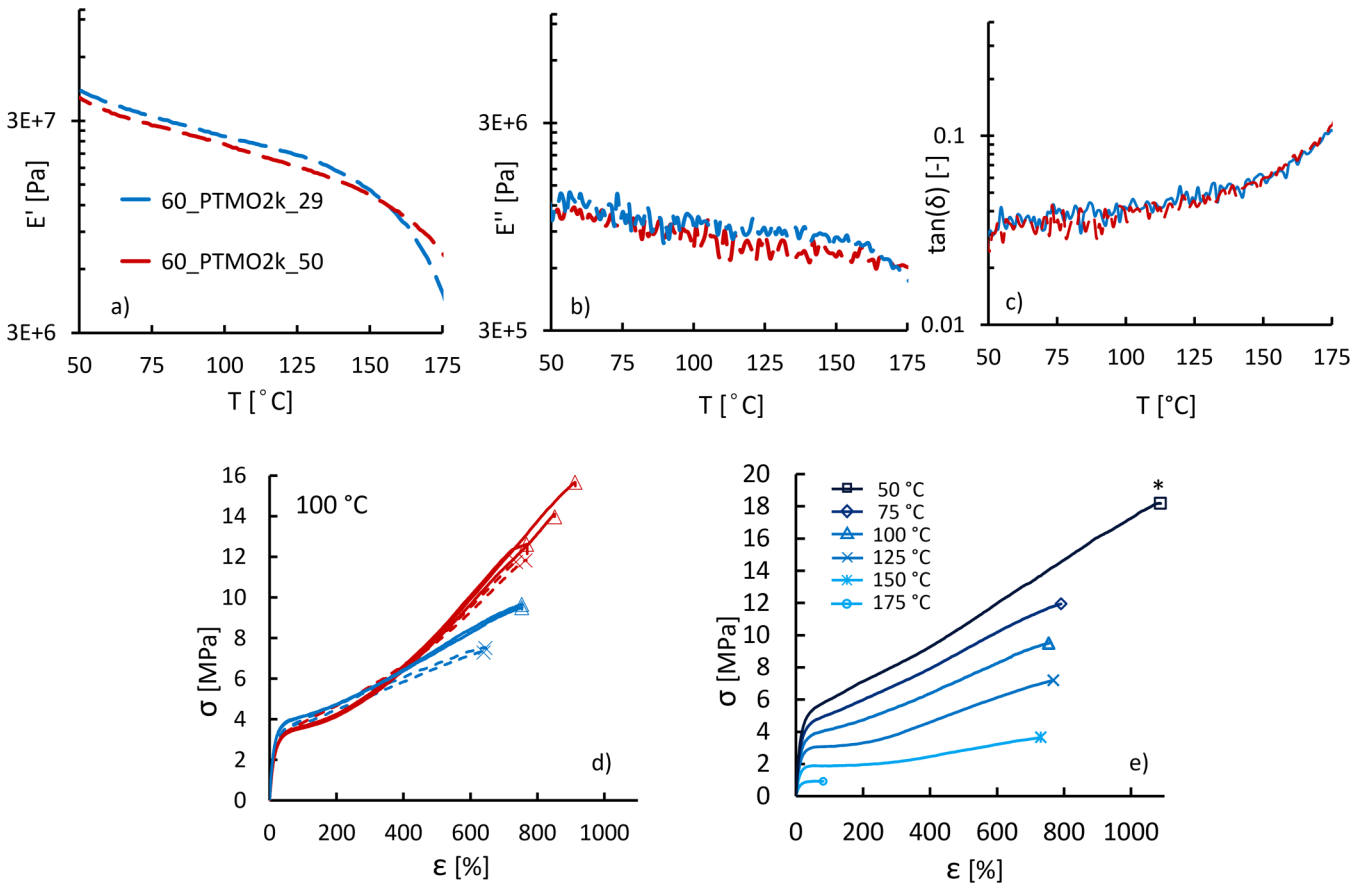 3E+7
3E+6
E' [Pa]
60_PTMO2k_29
60_PTMO2k_50
a)
50 75 100 125 150 175
T [°C]
3E+6
3E+5
E'' [Pa]
b)
50 75 100 125 150 175
T [°C]
0.1
0.01
tan(δ) [-]
c)
50 75 100 125 150 175
T [°C]
16
14
12
10
8
6
4
2
0
σ [MPa]
100 °C
d)
0 200 400 600 800 1000
ε [%]
20
18
16
14
12
10
8
6
4
2
0
σ [MPa]
50 °C
75 °C
100 °C
125 °C
150 °C
175 °C
*
e)
0 200 400 600 800 1000
ε [%]